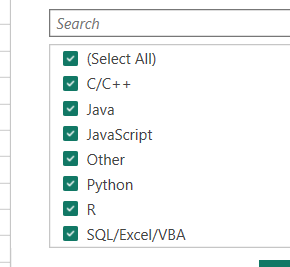 Search
(Select All)
C/C++
Java
JavaScript
Other
Python
R
SQL/Excel/VBA